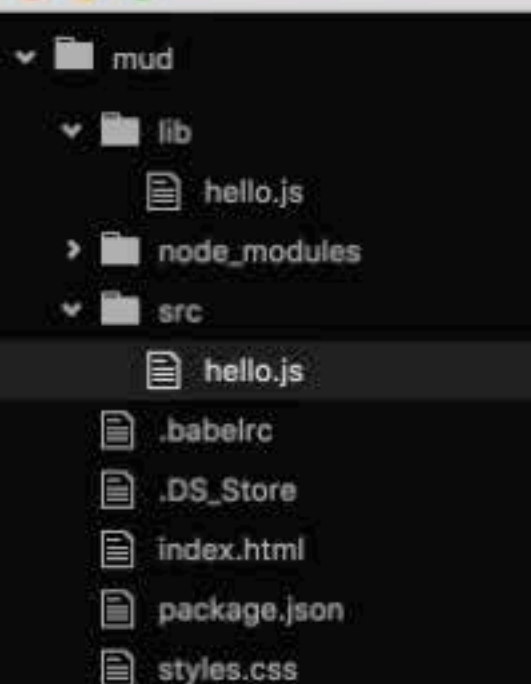 mud
lib
hello.js
node_modules
src
hello.js
.babelrc
.DS_Store
index.html
package.json
styles.css